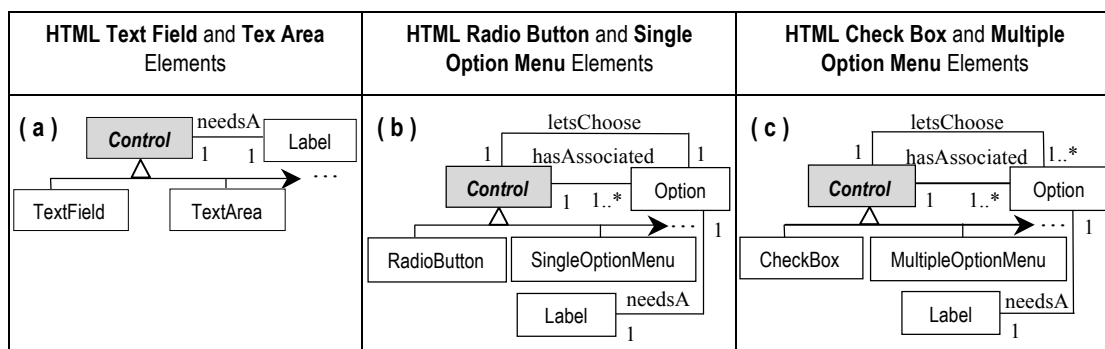 HTML Text Field and Tex Area
Elements
HTML Radio Button and Single
Option Menu Elements
HTML Check Box and Multiple
Option Menu Elements
( a )
Control
needsA
1
1
Label
...
TextField
TextArea
( b )
letsChoose
1
hasAssociated
1
Control
1
1..*
Option
...
1
RadioButton
SingleOptionMenu
Label
needsA
1
( c )
letsChoose
1
hasAssociated
1..*
Control
1
1..*
Option
...
1
CheckBox
MultipleOptionMenu
Label
needsA
1